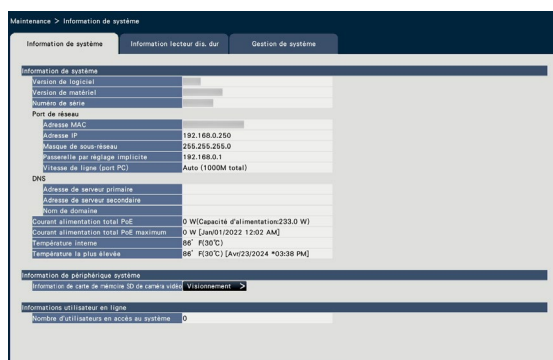 Maintenance > Information de système
Information de système
Information lecteur dis. dur
Gestion de système
Information de système
Version de logiciel
Version de matériel
Numéro de série
Port de réseau
Adresse MAC
Adresse IP 192.168.0.250
Masque de sous-réseau 255.255.255.0
Passerelle par réglage implicite 192.168.0.1
Vitesse de ligne (port PC) Auto (1000M total)
DNS
Adresse de serveur primaire
Adresse de serveur secondaire
Nom de domaine
Courant alimentation total PoE 0 W(Capacité d'alimentation:233.0 W)
Courant alimentation total PoE maximum 0 W [Jan/01/2022 12:02 AM]
Température interne 86° F(30℃)
Température la plus élevée 86° F(30℃) [Avr/23/2024 *03:38 PM]
Information de périphérique système
Information de carte de mémoire SD de caméra vidéo Visionnement >
Informations utilisateur en ligne
Nombre d'utilisateurs en accès au système 0